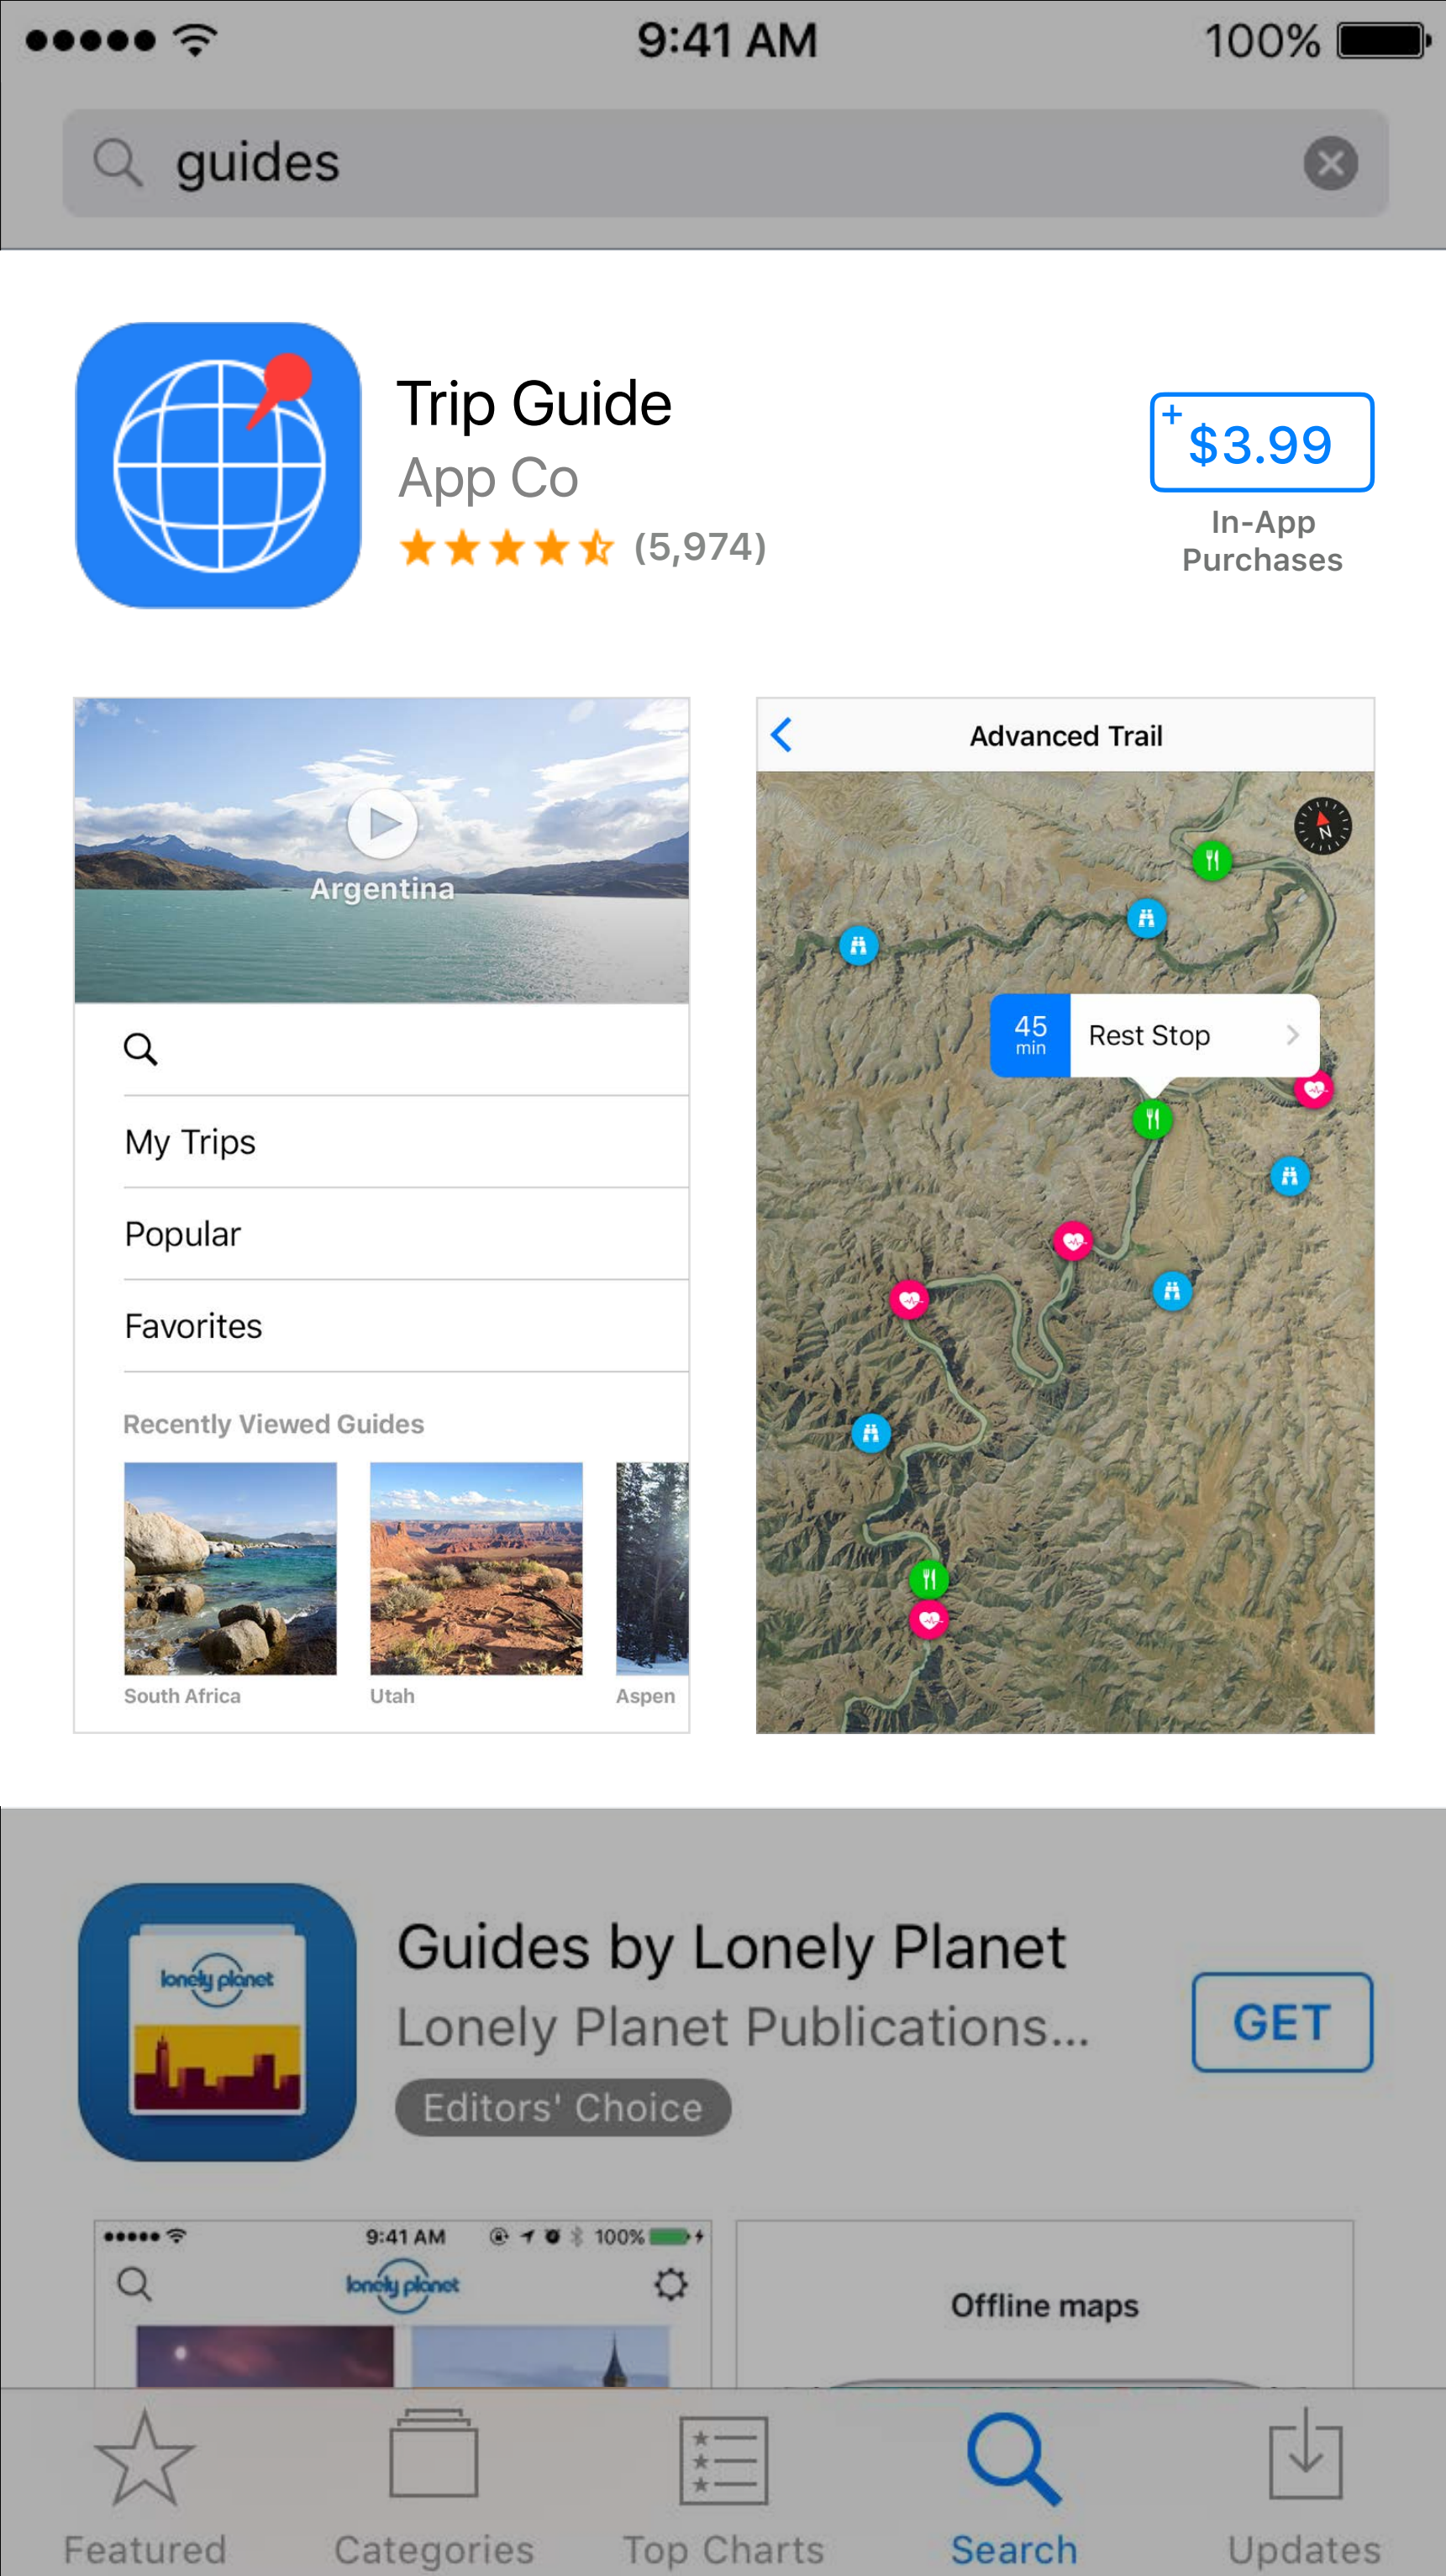 9:41 AM 100%
guides
Trip Guide
App Co
(5,974)
+ $3.99
In-App
Purchases
Argentina
My Trips
Popular
Favorites
Recently Viewed Guides
South Africa Utah Aspen
Advanced Trail
N
45
min
Rest Stop
Guides by Lonely Planet
Lonely Planet Publications...
Editors' Choice
GET
lonely planet
9:41 AM 100%
lonely planet
Offline maps
Featured Categories Top Charts Search Updates